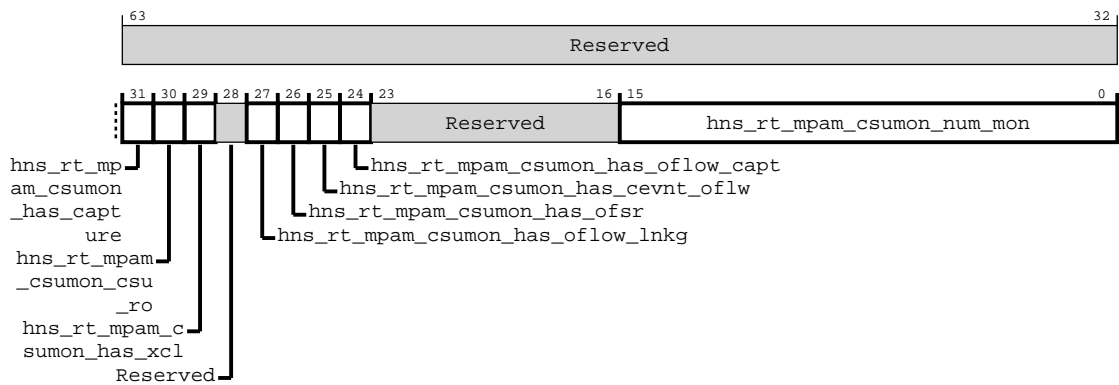 63 32
Reserved
31 30 29 28 27 26 25 24 23 16 15 0
Reserved hns_rt_mpam_csumon_num_mon
hns_rt_mp
am_csumon
_has_capt
ure
hns_rt_mpam
_csumon_csu
_ro
hns_rt_mpam_c
sumon_has_xcl
Reserved
hns_rt_mpam_csumon_has_oflow_capt
hns_rt_mpam_csumon_has_cevnt_oflw
hns_rt_mpam_csumon_has_ofsr
hns_rt_mpam_csumon_has_oflow_lnkg